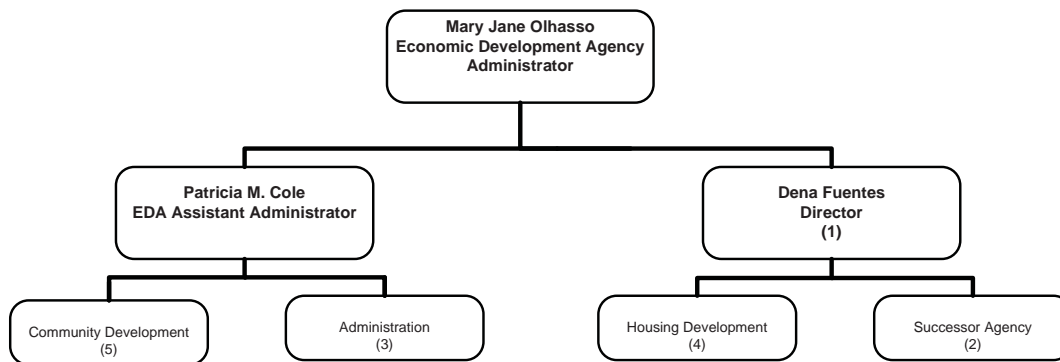 Mary Jane Olhasso
Economic Development Agency
Administrator
Patricia M. Cole
EDA Assistant Administrator
Dena Fuentes
Director
(1)
Community Development
(5)
Administration
(3)
Housing Development
(4)
Successor Agency
(2)